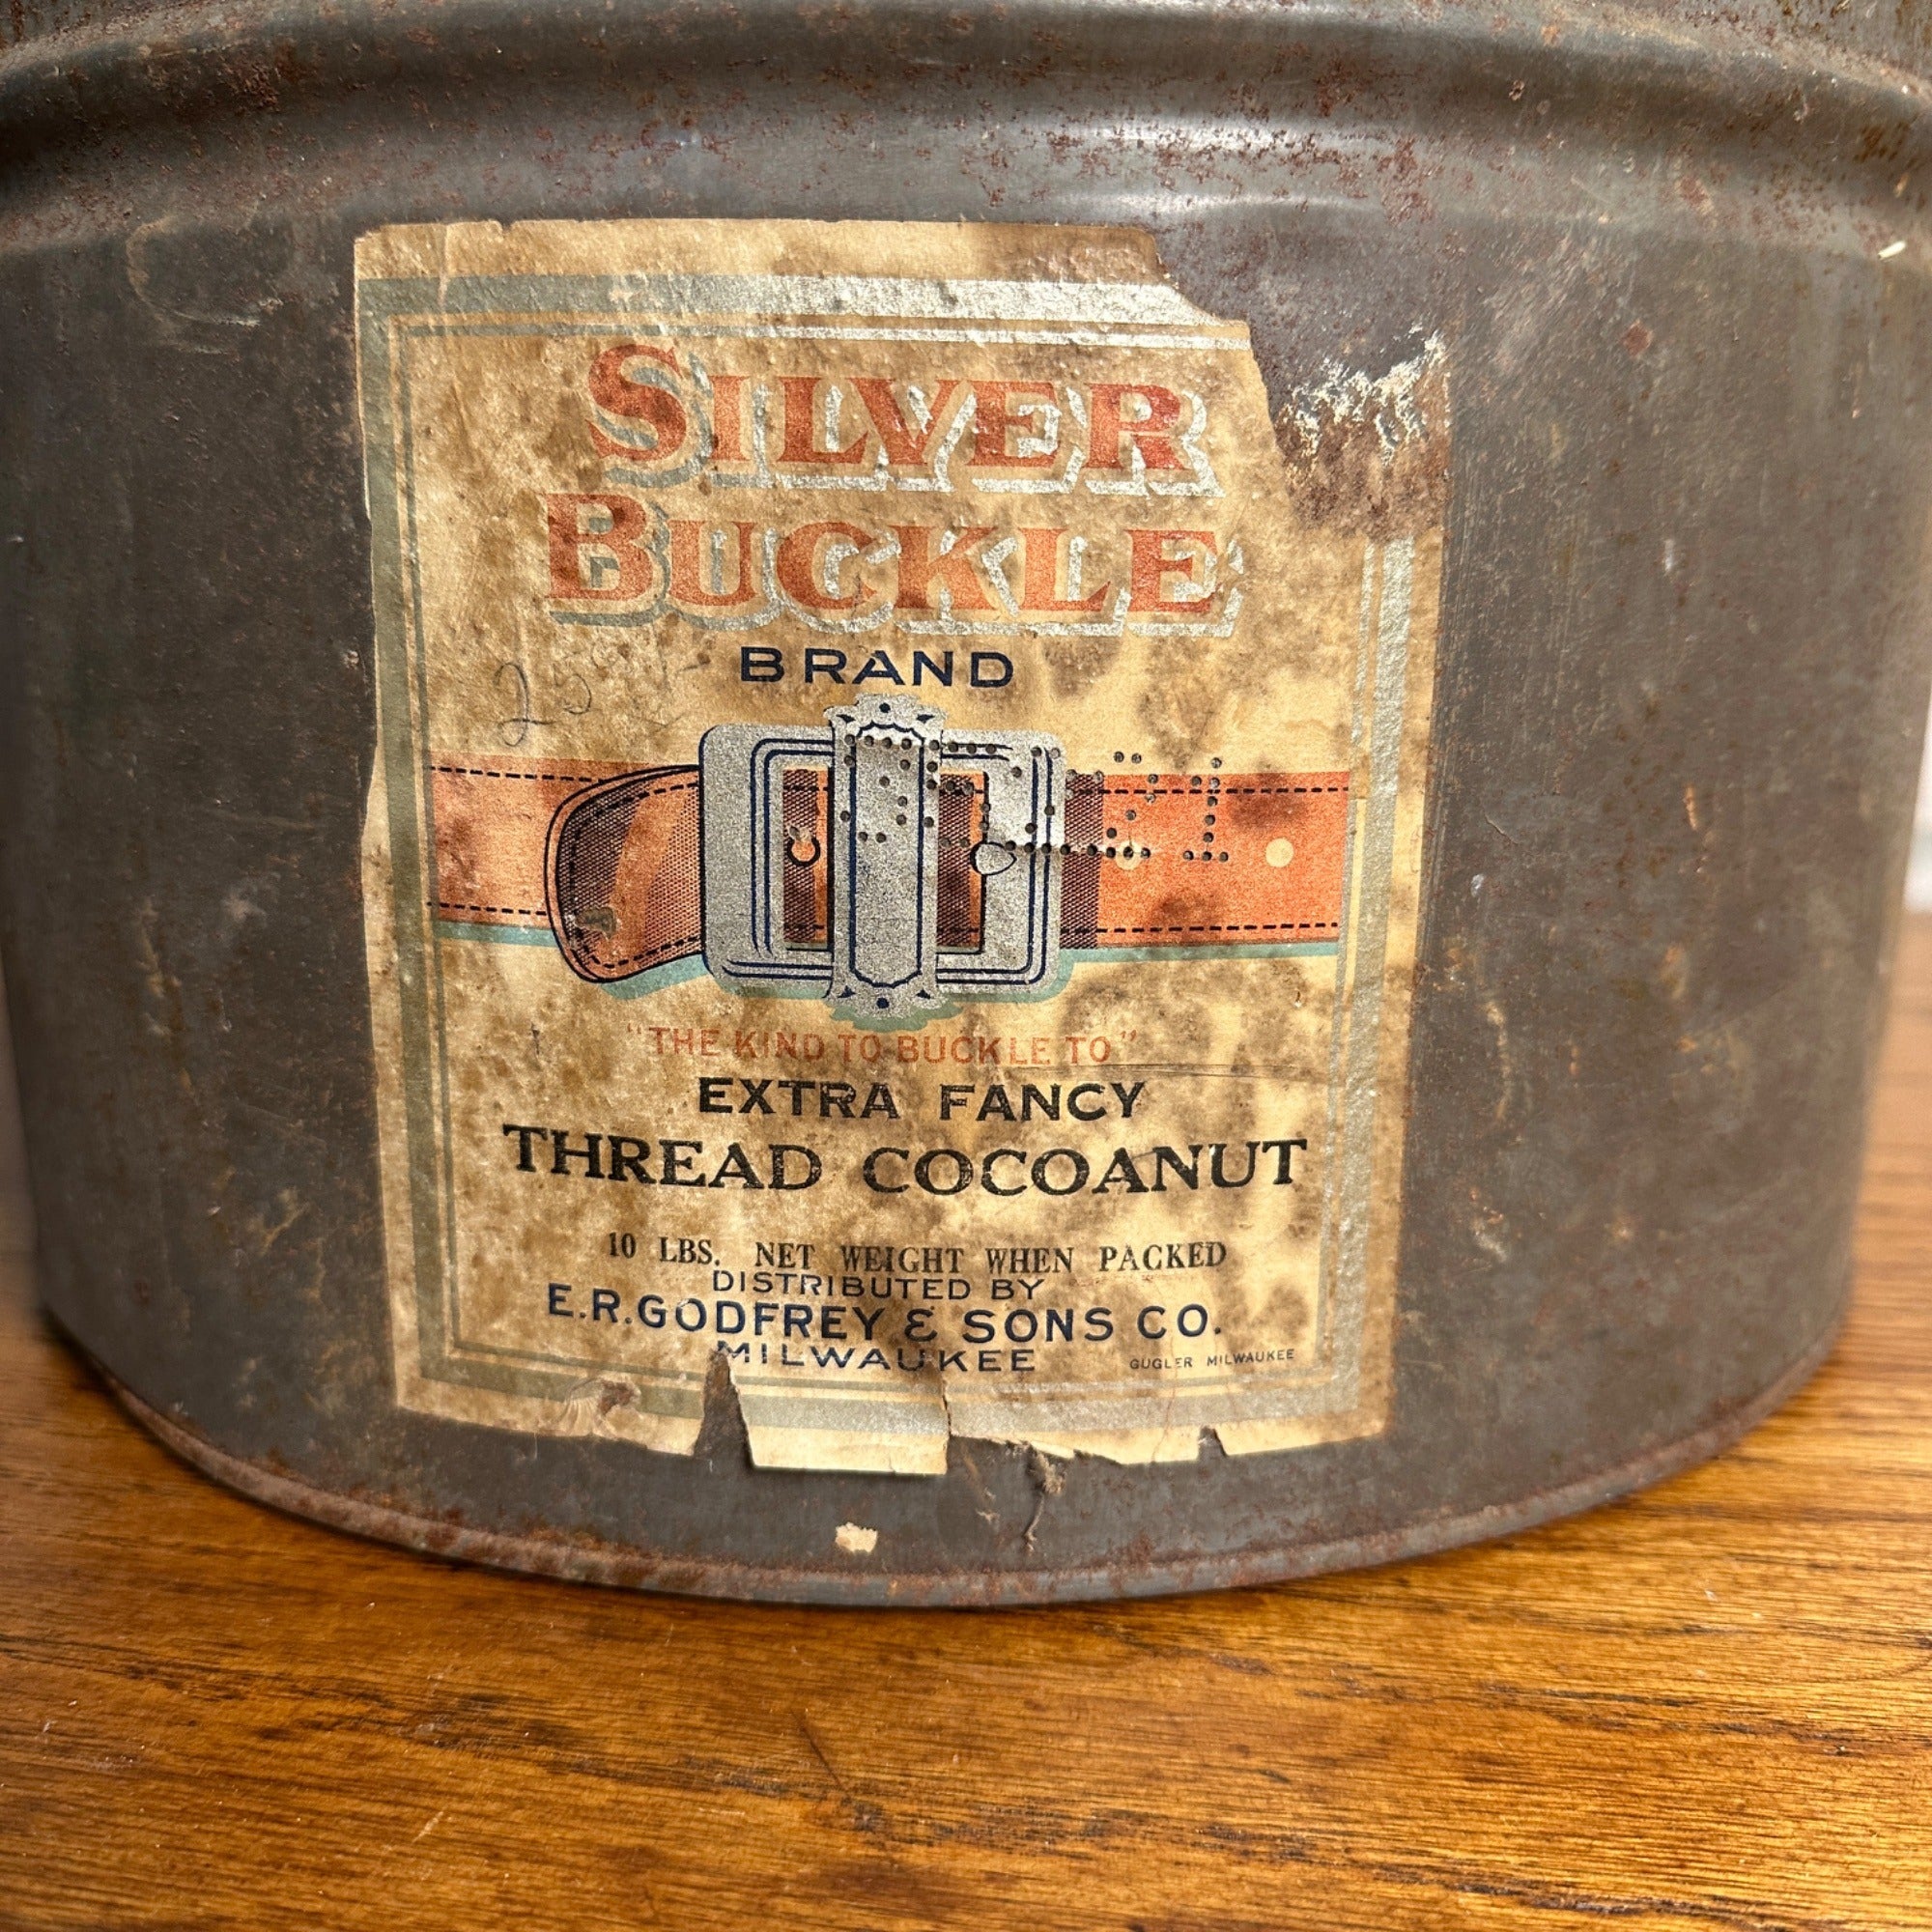 SILVER
BUCKLE
BRAND
"THE KIND TO BUCKLE TO"
EXTRA FANCY
THREAD COCOANUT
10 LBS. NET WEIGHT WHEN PACKED
DISTRIBUTED BY
E.R.GODFREY & SONS CO.
MILWAUKEE
GUGLER MILWAUKEE